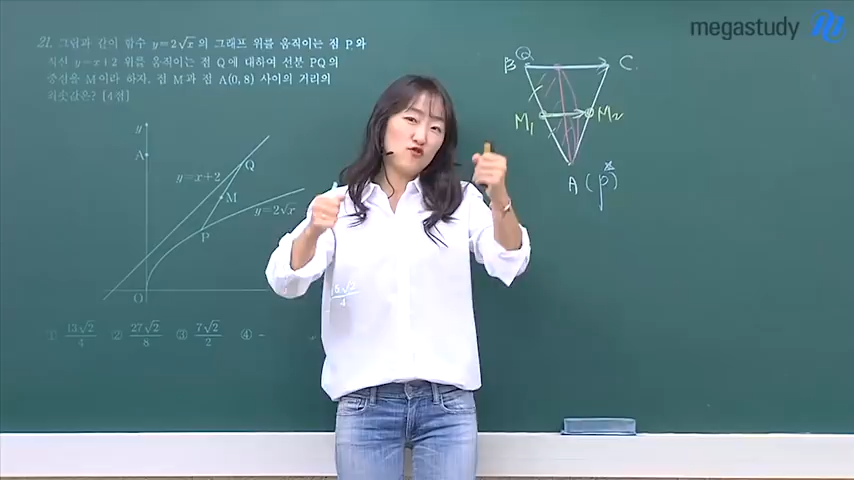 megastudy
21. 그림과 같이 함수 y=2√x 의 그래프 위를 움직이는 점 P와
직선 y=x+2 위를 움직이는 점 Q에 대하여 선분 PQ의
중점을 M이라 하자. 점 M과 점 A(0, 8) 사이의 거리의
최솟값은? [4점]
y
A
y=x+2
Q
M
y=2√x
P
O
① 13√2/4 ② 27√2/8 ③ 7√2/2 ④
B Q C
M₁ M₂
A (P)